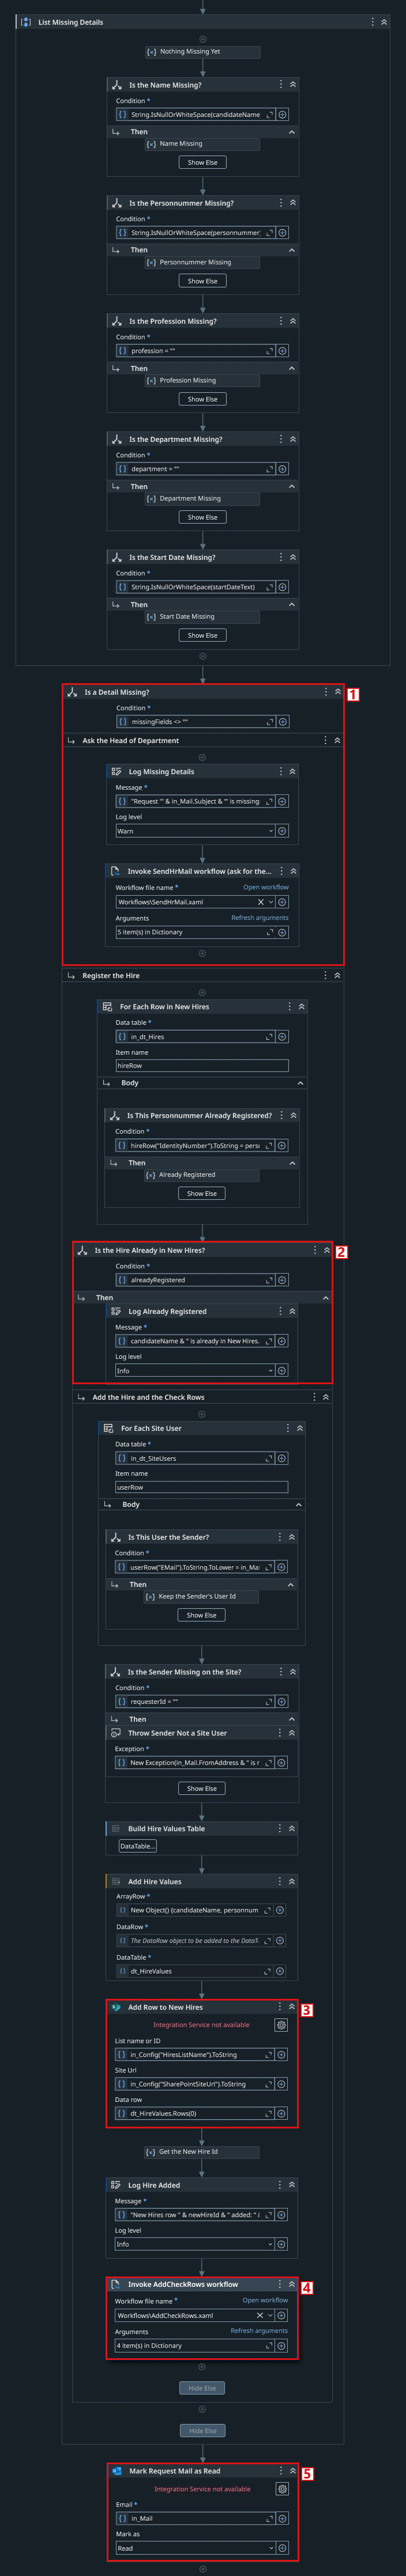 List Missing Details
Nothing Missing Yet
Is the Name Missing?
Condition *
String.IsNullOrWhiteSpace(candidateName
Then
Name Missing
Show Else
Is the Personnummer Missing?
Condition *
String.IsNullOrWhiteSpace(personnummer)
Then
Personnummer Missing
Show Else
Is the Profession Missing?
Condition *
profession = ""
Then
Profession Missing
Show Else
Is the Department Missing?
Condition *
department = ""
Then
Department Missing
Show Else
Is the Start Date Missing?
Condition *
String.IsNullOrWhiteSpace(startDateText)
Then
Start Date Missing
Show Else
Is a Detail Missing?
1
Condition *
missingFields <> ""
Ask the Head of Department
Log Missing Details
Message *
"Request '" & in_Mail.Subject & "' is missing
Log level
Warn
Invoke SendHrMail workflow (ask for the...
Workflow file name *
Open workflow
Workflows\SendHrMail.xaml
Arguments
Refresh arguments
5 item(s) in Dictionary
Register the Hire
For Each Row in New Hires
Data table *
in_dt_Hires
Item name
hireRow
Body
Is This Personnummer Already Registered?
Condition *
hireRow("IdentityNumber").ToString = pers
Then
Already Registered
Show Else
Is the Hire Already in New Hires?
2
Condition *
alreadyRegistered
Then
Log Already Registered
Message *
candidateName & " is already in New Hires.
Log level
Info
Add the Hire and the Check Rows
For Each Site User
Data table *
in_dt_SiteUsers
Item name
userRow
Body
Is This User the Sender?
Condition *
userRow("EMail").ToString.ToLower = in_Mai
Then
Keep the Sender's User Id
Show Else
Is the Sender Missing on the Site?
Condition *
requesterId = ""
Then
Throw Sender Not a Site User
Exception *
New Exception(in_Mail.FromAddress & " is r
Show Else
Build Hire Values Table
DataTable...
Add Hire Values
ArrayRow *
New Object() {candidateName, personnum
DataRow *
The DataRow object to be added to the DataT
DataTable *
dt_HireValues
Add Row to New Hires
3
Integration Service not available
List name or ID
in_Config("HiresListName").ToString
Site Url
in_Config("SharePointSiteUrl").ToString
Data row
dt_HireValues.Rows(0)
Get the New Hire Id
Log Hire Added
Message *
"New Hires row " & newHireId & " added: " &
Log level
Info
Invoke AddCheckRows workflow
4
Workflow file name *
Open workflow
Workflows\AddCheckRows.xaml
Arguments
Refresh arguments
4 item(s) in Dictionary
Hide Else
Hide Else
Mark Request Mail as Read
5
Integration Service not available
Email *
in_Mail
Mark as
Read